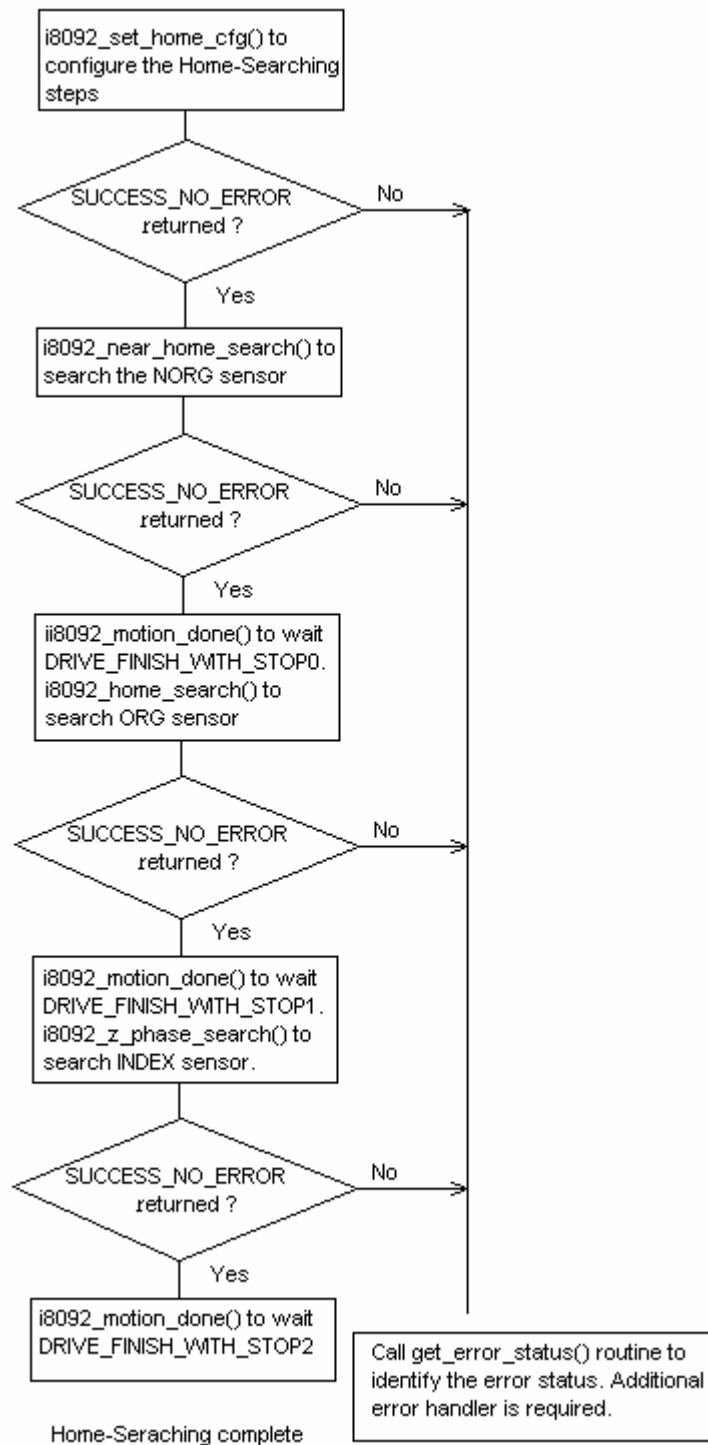 i8092_set_home_cfg() to
configure the Home-Searching
steps
SUCCESS_NO_ERROR
returned ?
No
Yes
i8092_near_home_search() to
search the NORG sensor
SUCCESS_NO_ERROR
returned ?
No
Yes
ii8092_motion_done() to wait
DRIVE_FINISH_WITH_STOP0.
i8092_home_search() to
search ORG sensor
SUCCESS_NO_ERROR
returned ?
No
Yes
i8092_motion_done() to wait
DRIVE_FINISH_WITH_STOP1.
i8092_z_phase_search() to
search INDEX sensor.
SUCCESS_NO_ERROR
returned ?
No
Yes
i8092_motion_done() to wait
DRIVE_FINISH_WITH_STOP2
Call get_error_status() routine to
identify the error status. Additional
error handler is required.
Home-Seraching complete